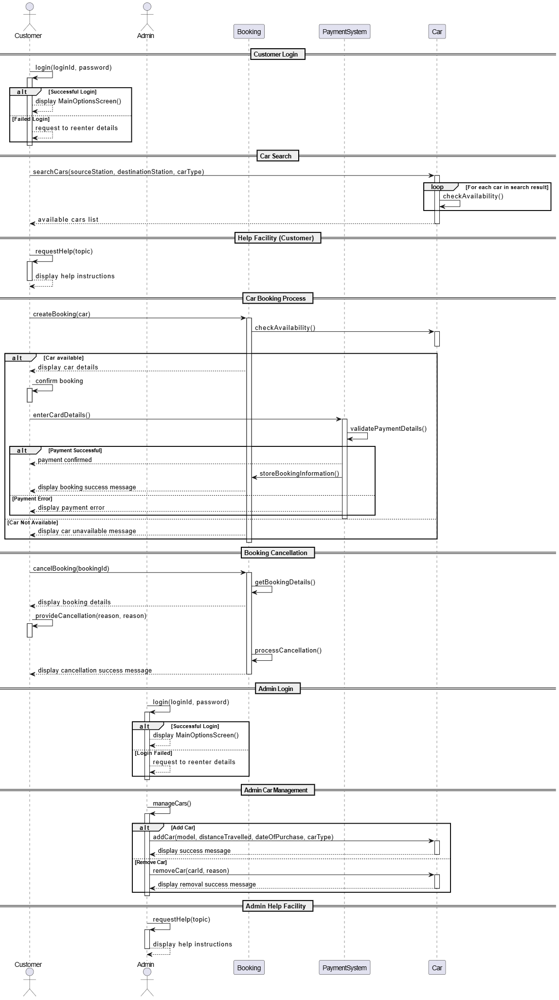 Customer
Admin
Booking
PaymentSystem
Car
Customer Login
login(loginId, password)
alt [Successful Login]
display MainOptionsScreen()
[Failed Login]
request to reenter details
Car Search
searchCars(sourceStation, destinationStation, carType)
loop [For each car in search result]
checkAvailability()
available cars list
Help Facility (Customer)
requestHelp(topic)
display help instructions
Car Booking Process
createBooking(car)
checkAvailability()
alt [Car available]
display car details
confirm booking
enterCardDetails()
validatePaymentDetails()
alt [Payment Successful]
payment confirmed
storeBookingInformation()
display booking success message
[Payment Error]
display payment error
[Car Not Available]
display car unavailable message
Booking Cancellation
cancelBooking(bookingId)
getBookingDetails()
display booking details
provideCancellation(reason, reason)
processCancellation()
display cancellation success message
Admin Login
login(loginId, password)
alt [Successful Login]
display MainOptionsScreen()
[Login Failed]
request to reenter details
Admin Car Management
manageCars()
alt [Add Car]
addCar(model, distanceTravelled, dateOfPurchase, carType)
display success message
[Remove Car]
removeCar(carId, reason)
display removal success message
Admin Help Facility
requestHelp(topic)
display help instructions
Customer
Admin
Booking
PaymentSystem
Car